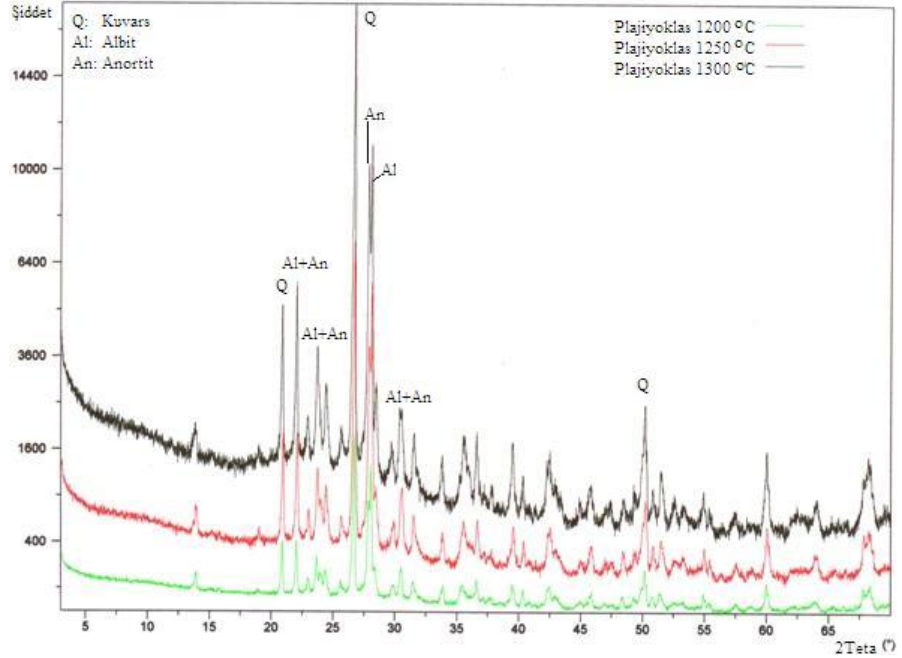 Şiddet
Q: Kuvars
Al: Albit
An: Anortit
Q
Plajiyoklas 1200 °C
Plajiyoklas 1250 °C
Plajiyoklas 1300 °C
14400
An
10000
Al
6400
Al+An
Q
Al+An
3600
Al+An
Q
1600
400
5 10 15 20 25 30 35 40 45 50 55 60 65
2Teta (°)